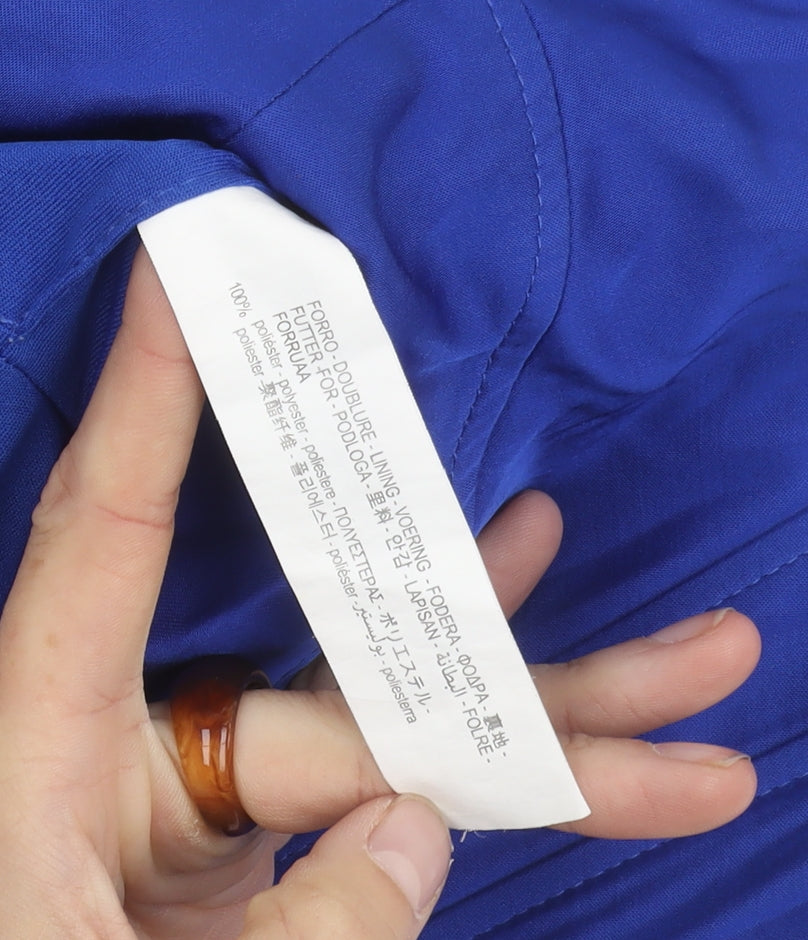 FORRO - DOUBLURE - LINING - VOERING - FODERA - ΦΟΔΡΑ - 裏地 -
FUTTER - FOR - PODLOGA - 里料 - 안감 - LAPISAN - البطانة - FOLRE -
FORRUAA
100% poliéster - polyester - poliestere - ΠΟΛΥΕΣΤΕΡΑΣ - ポリエステル -
poliester - 聚酯纤维 - 폴리에스터 - poliéster - بوليستر - poliesterra